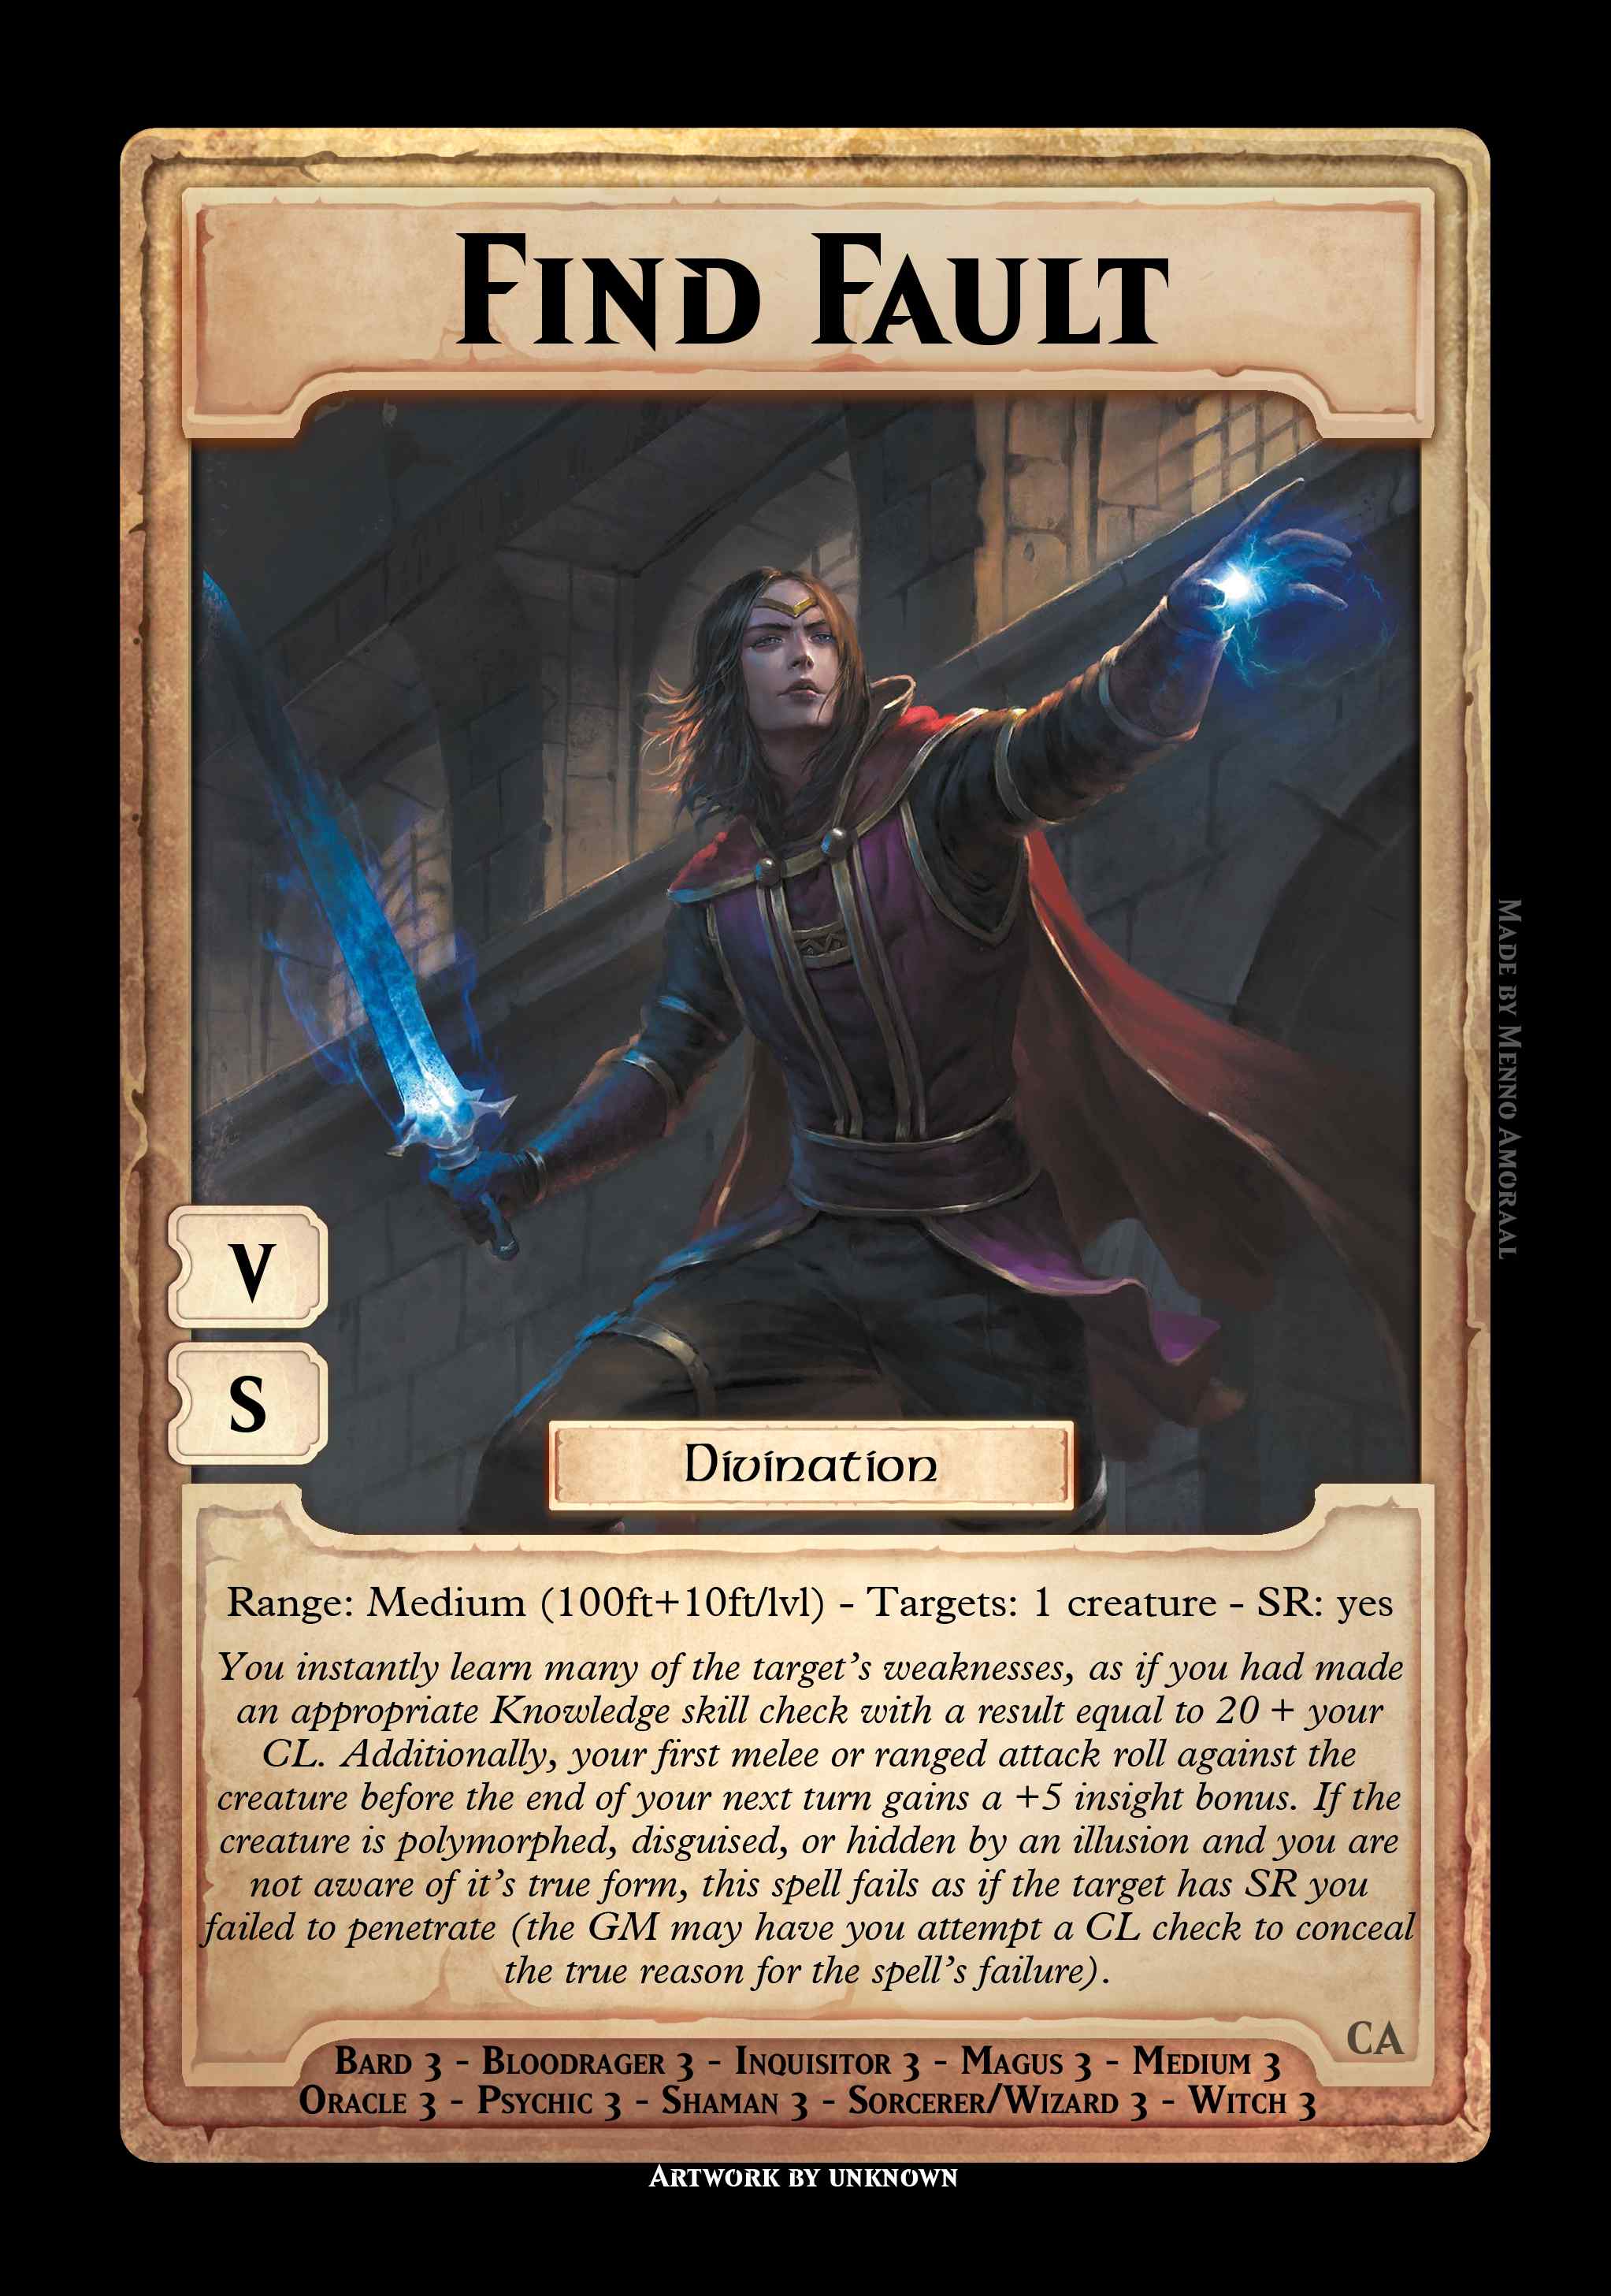 Find Fault
Made by Menno Amoraal
V
S
Divination
Range: Medium (100ft+10ft/lvl) - Targets: 1 creature - SR: yes
You instantly learn many of the target's weaknesses, as if you had made
an appropriate Knowledge skill check with a result equal to 20 + your
CL. Additionally, your first melee or ranged attack roll against the
creature before the end of your next turn gains a +5 insight bonus. If the
creature is polymorphed, disguised, or hidden by an illusion and you are
not aware of it's true form, this spell fails as if the target has SR you
failed to penetrate (the GM may have you attempt a CL check to conceal
the true reason for the spell's failure).
CA
Bard 3 - Bloodrager 3 - Inquisitor 3 - Magus 3 - Medium 3
Oracle 3 - Psychic 3 - Shaman 3 - Sorcerer/Wizard 3 - Witch 3
Artwork by unknown